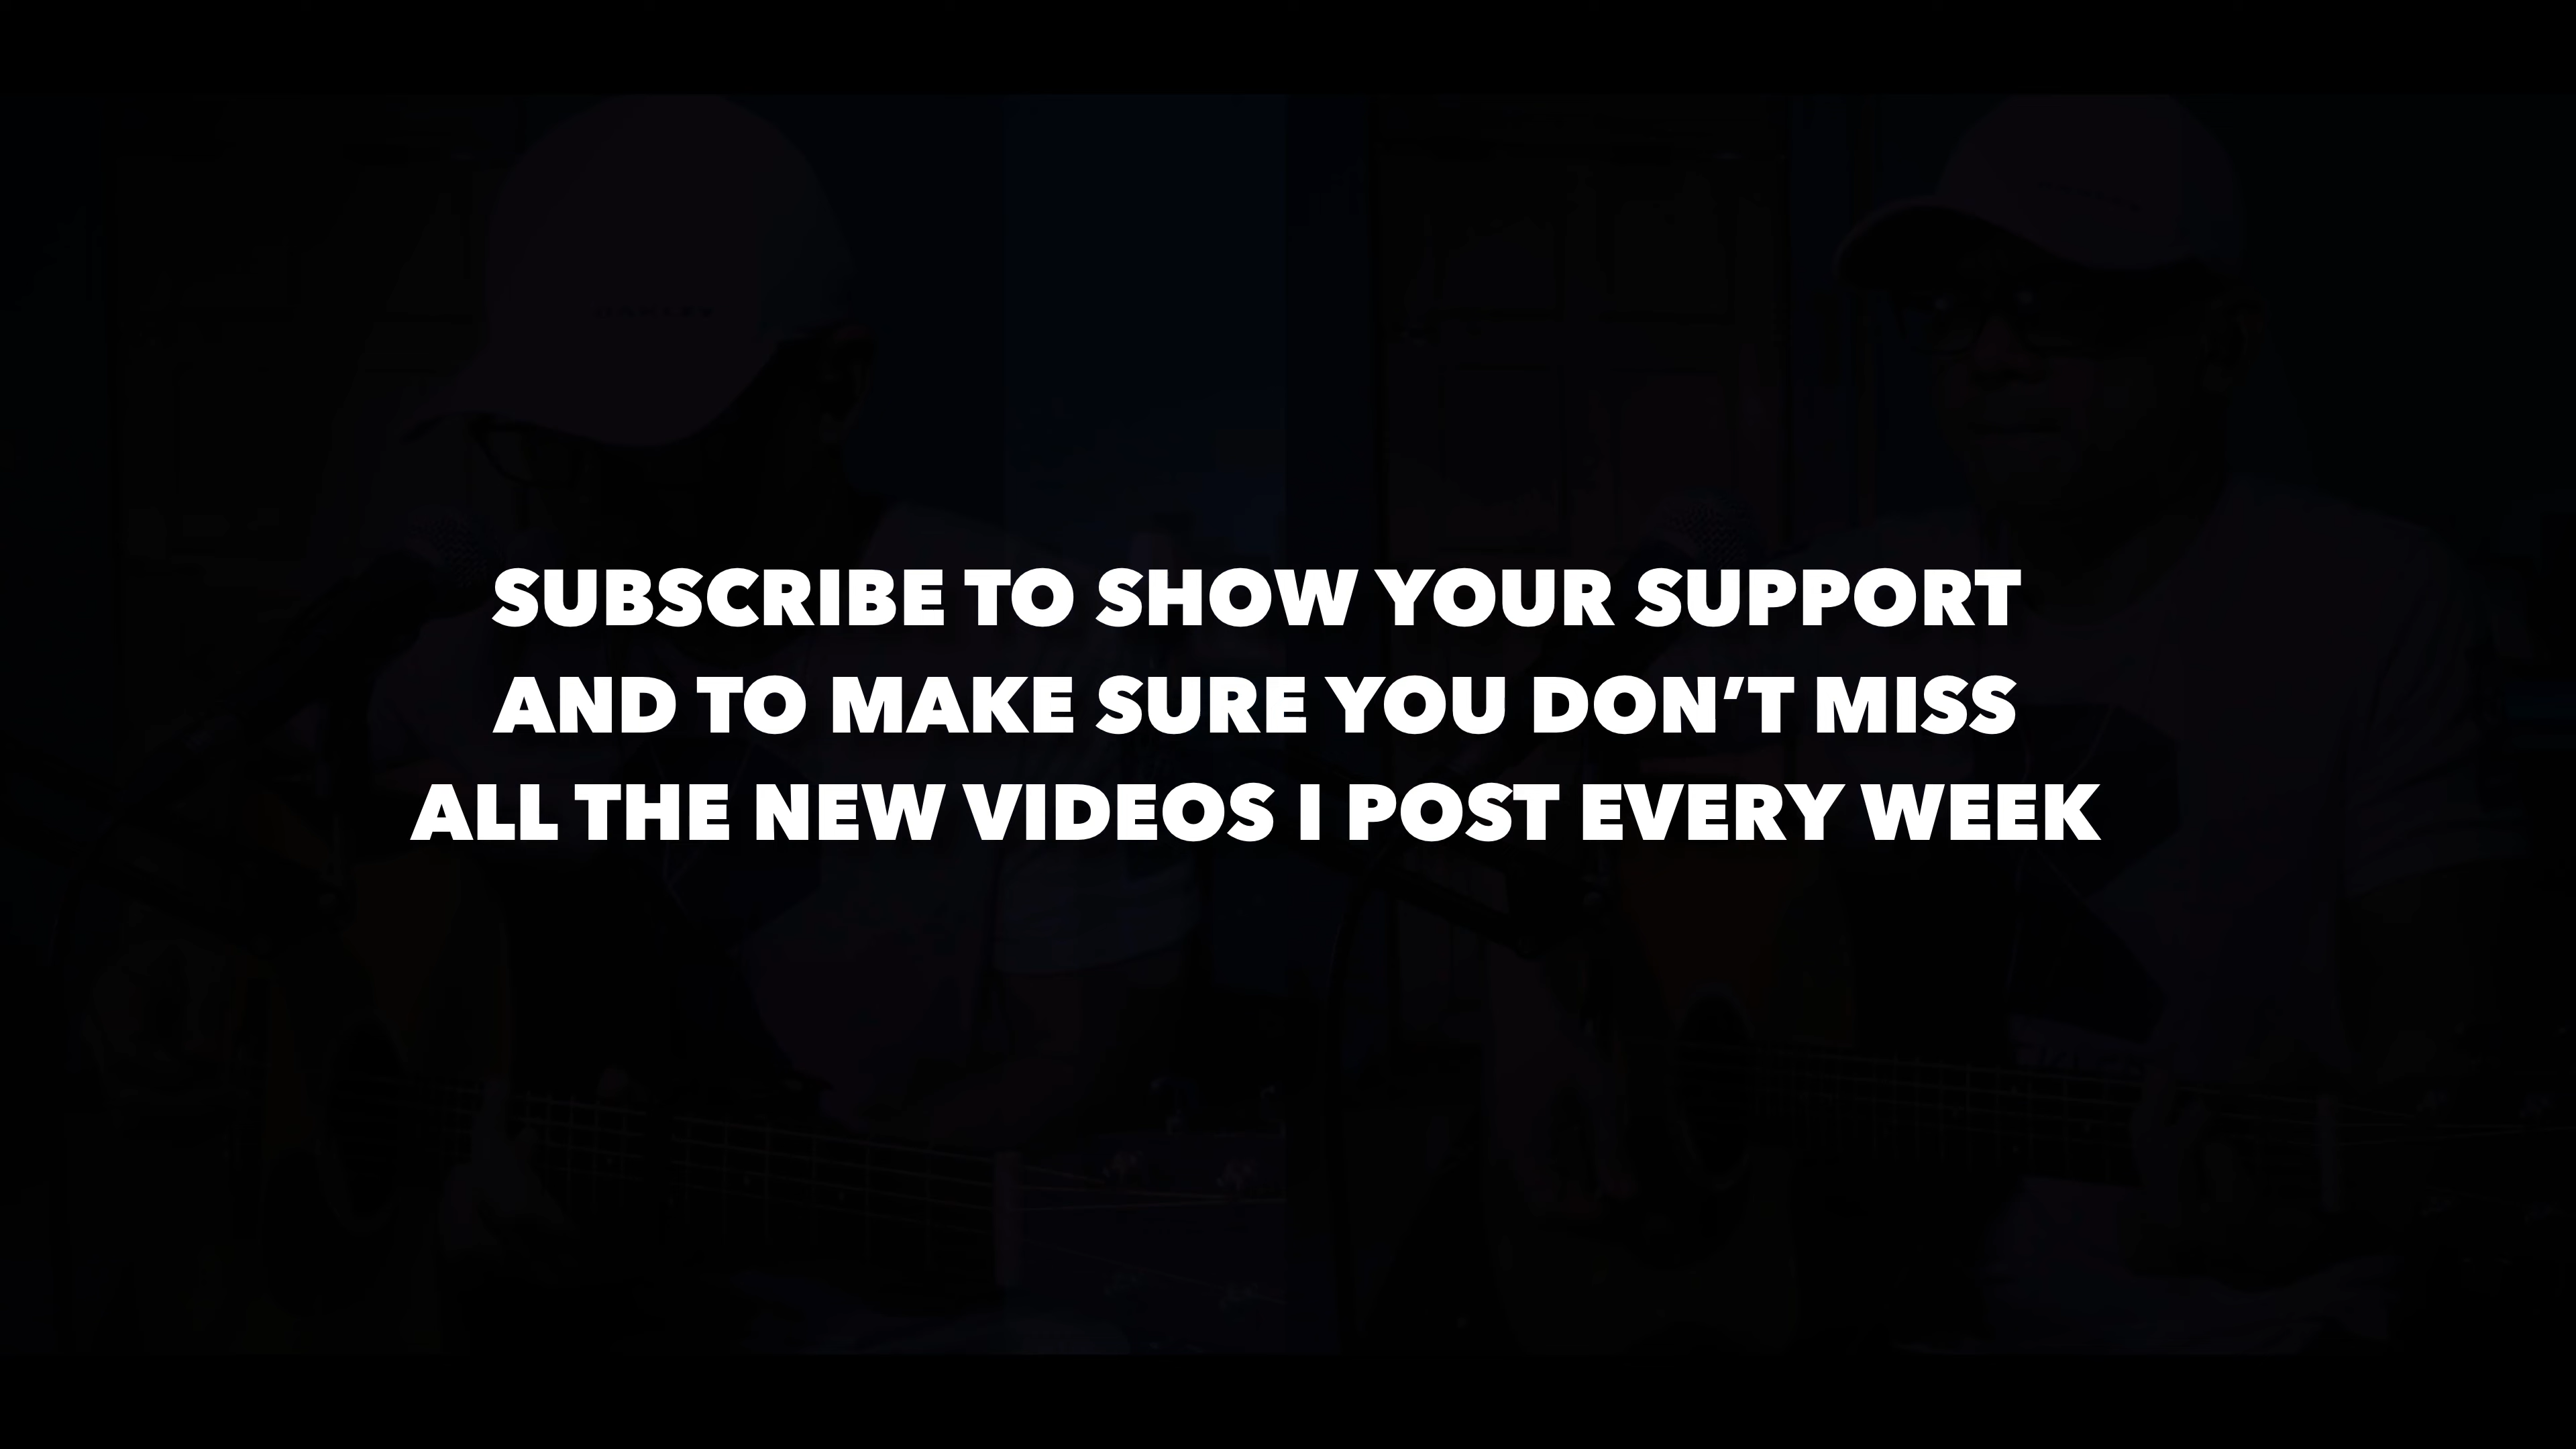 SUBSCRIBE TO SHOW YOUR SUPPORT
AND TO MAKE SURE YOU DON’T MISS
ALL THE NEW VIDEOS I POST EVERY WEEK